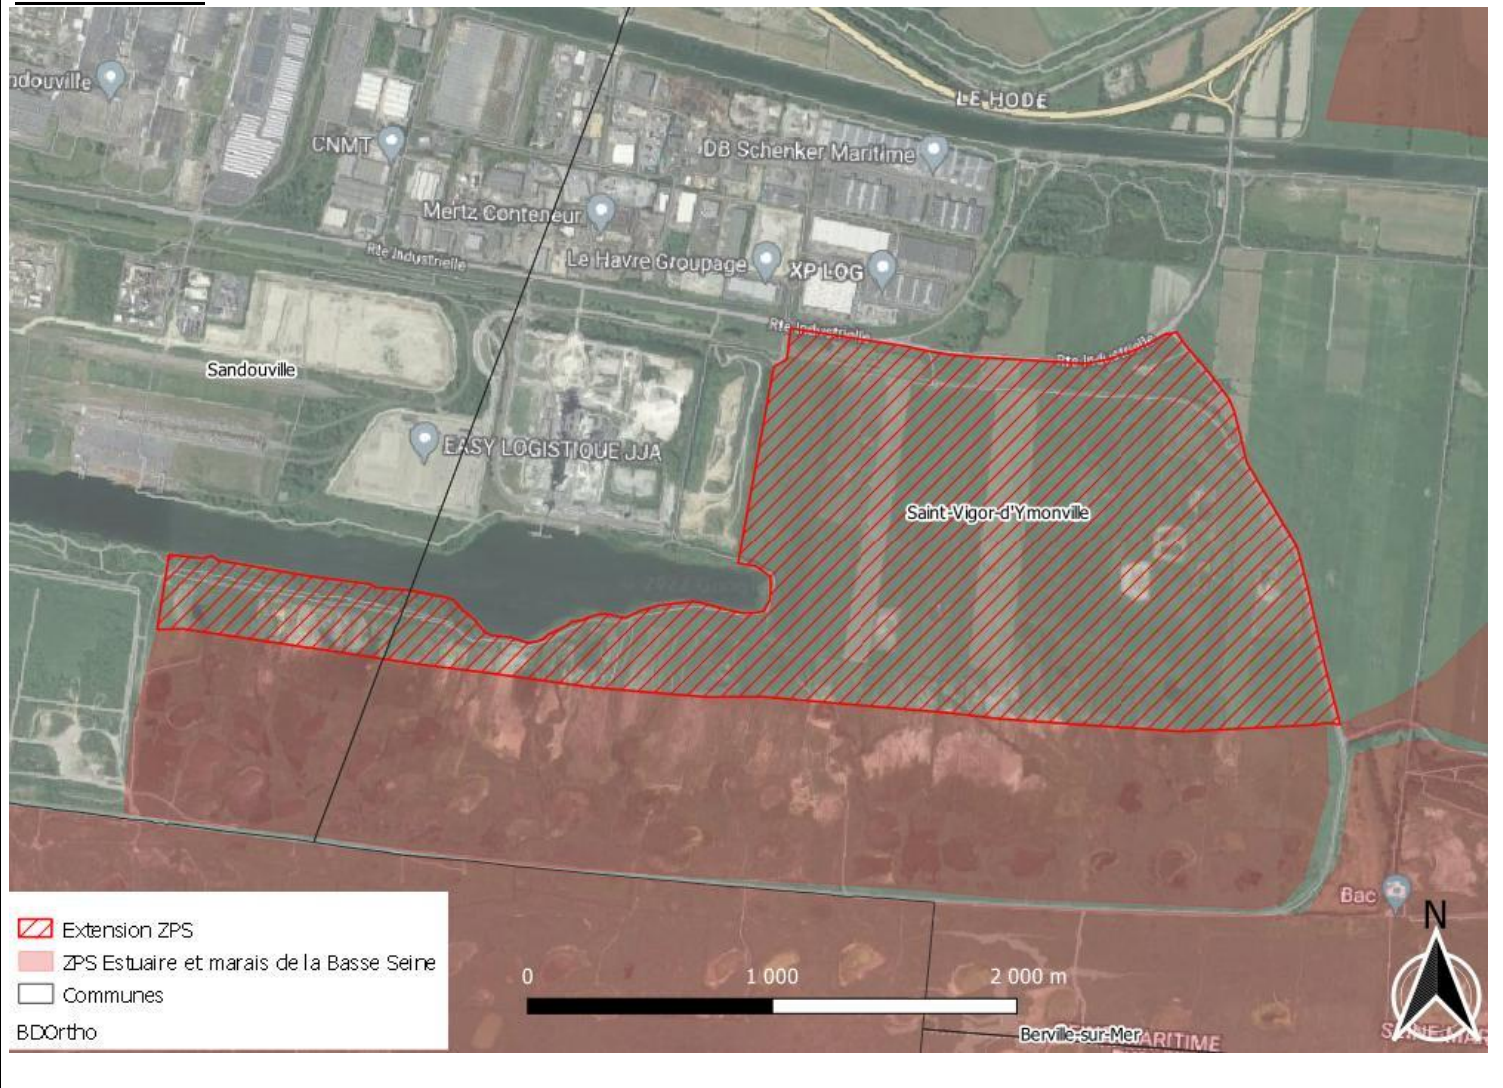 LE HODE
CNMT
DB Schenker Maritime
Mertz Conteneur
Rte Industrielle
Le Havre Groupage
XP LOG
Rte Industrielle
Rte Industrielle
Sandouville
EASY LOGISTIQUE JJA
Saint-Vigor-d'Ymonville
Bac
N
Extension ZPS
ZPS Estuaire et marais de la Basse Seine
Communes
BDOrtho
0 1 000 2 000 m
Berville-sur-Mer